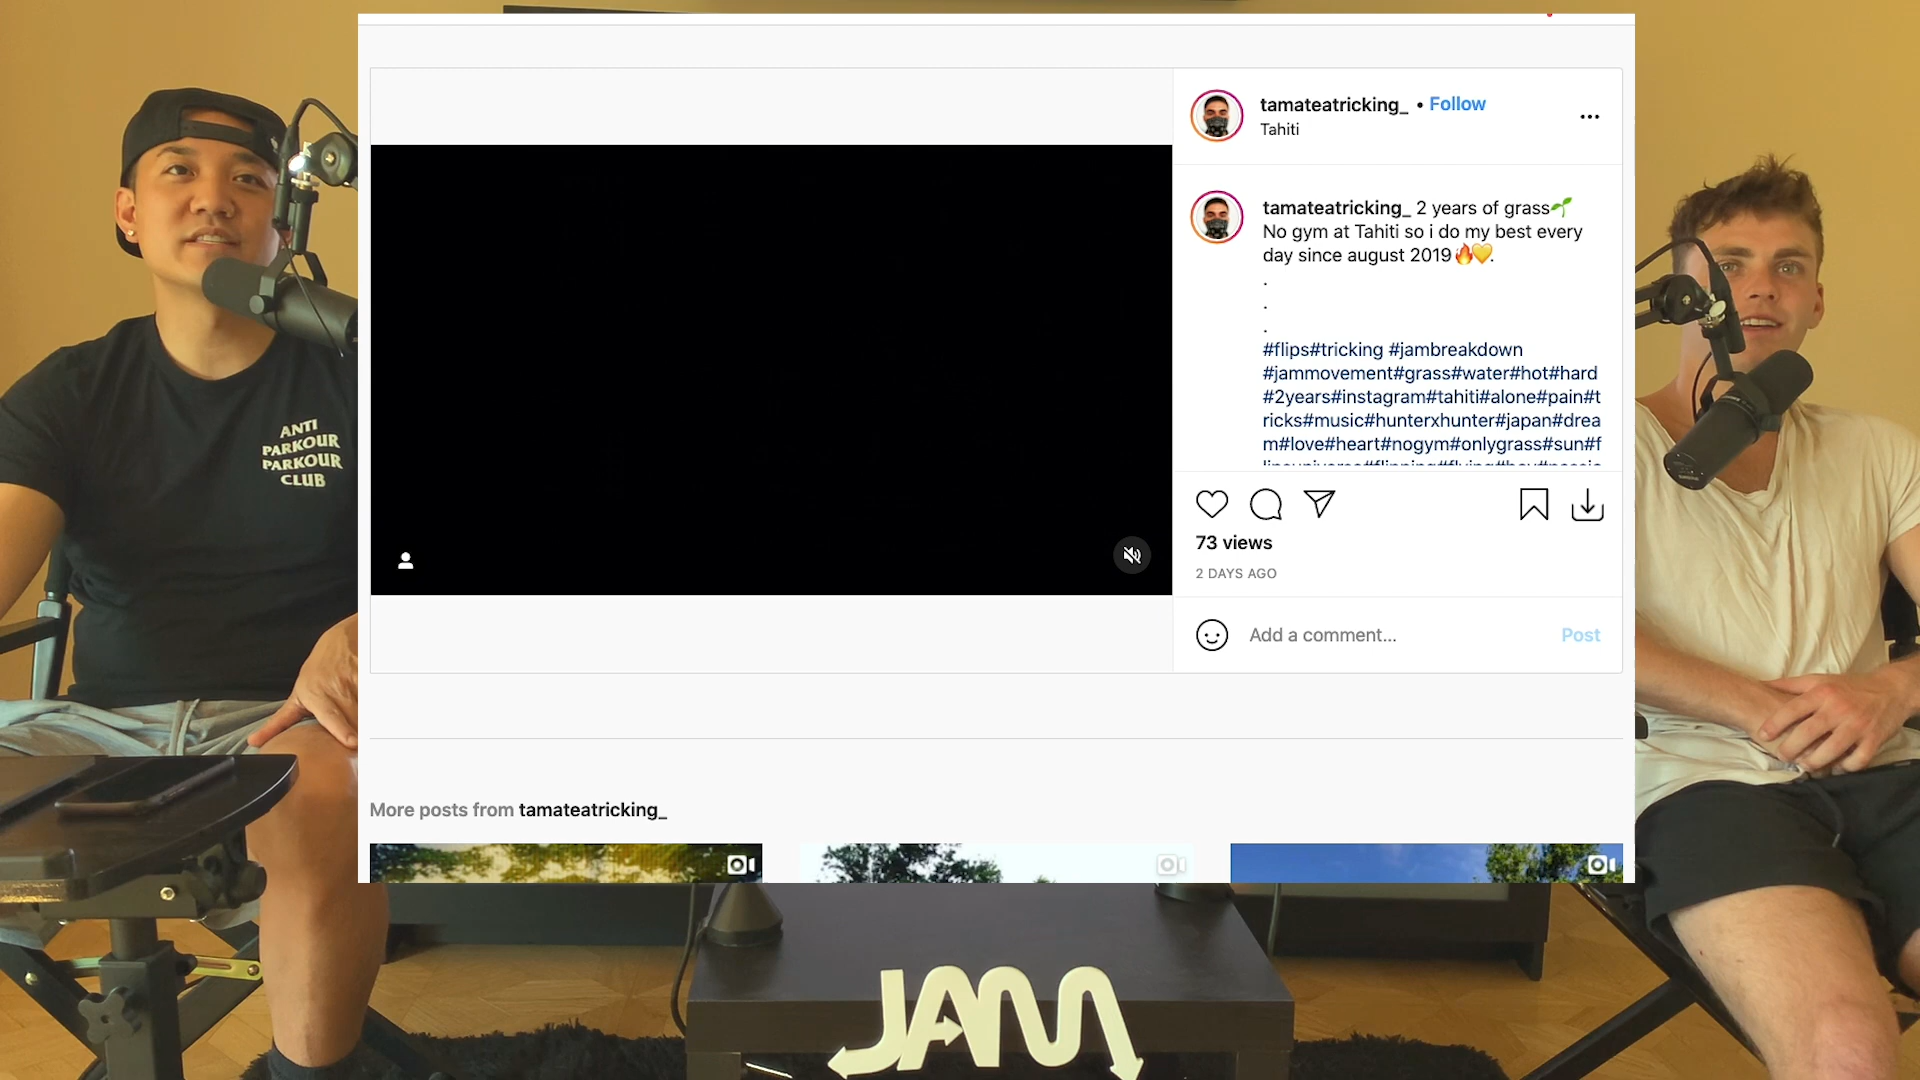 tamateatricking_ • Follow
Tahiti
tamateatricking_ 2 years of grass🌱
No gym at Tahiti so i do my best every
day since august 2019🔥💛.
.
.
.
#flips#tricking #jambreakdown
#jammovement#grass#water#hot#hard
#2years#instagram#tahiti#alone#pain#t
ricks#music#hunterxhunter#japan#drea
m#love#heart#nogym#onlygrass#sun#f
73 views
2 DAYS AGO
Add a comment... Post
More posts from tamateatricking_
ANTI
PARKOUR
PARKOUR
CLUB
JAM